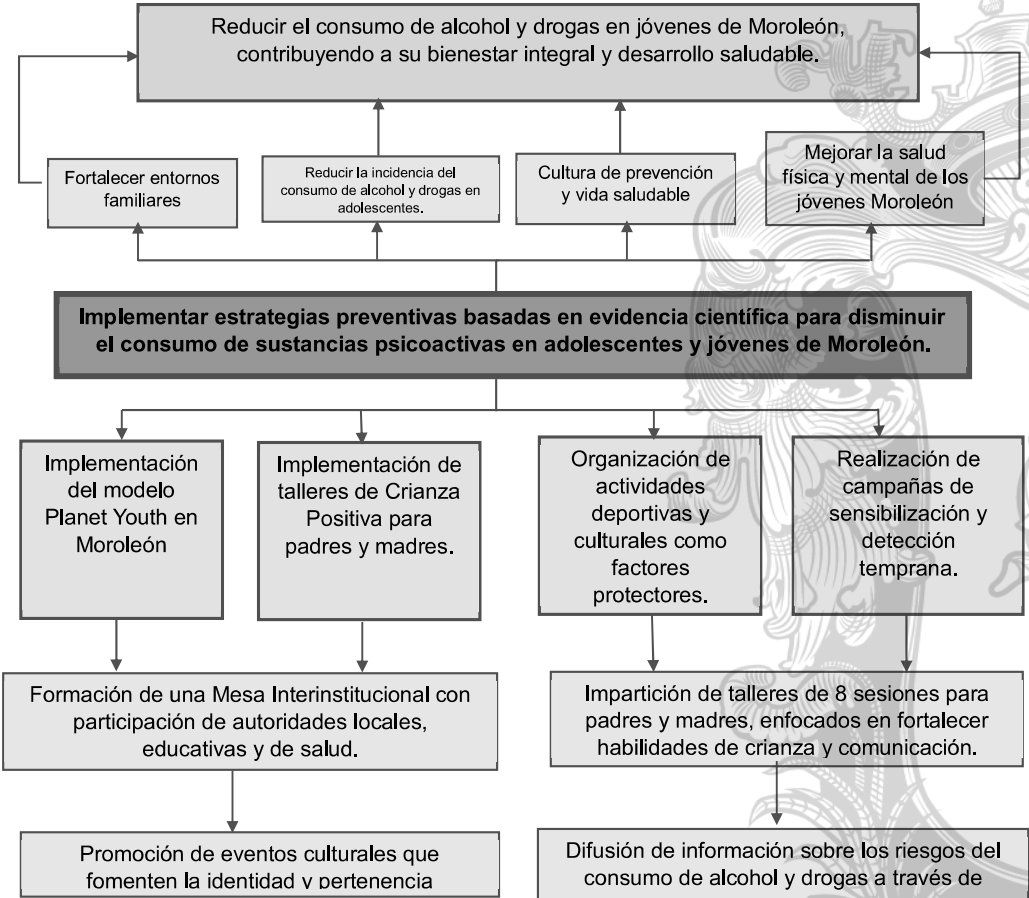 Reducir el consumo de alcohol y drogas en jóvenes de Moroleón,
contribuyendo a su bienestar integral y desarrollo saludable.
Fortalecer entornos
familiares
Reducir la incidencia del
consumo de alcohol y drogas en
adolescentes.
Cultura de prevención
y vida saludable
Mejorar la salud
física y mental de los
jóvenes Moroleón
Implementar estrategias preventivas basadas en evidencia científica para disminuir
el consumo de sustancias psicoactivas en adolescentes y jóvenes de Moroleón.
Implementación
del modelo
Planet Youth en
Moroleón
Implementación de
talleres de Crianza
Positiva para
padres y madres.
Organización de
actividades
deportivas y
culturales como
factores
protectores.
Realización de
campañas de
sensibilización y
detección
temprana.
Formación de una Mesa Interinstitucional con
participación de autoridades locales,
educativas y de salud.
Impartición de talleres de 8 sesiones para
padres y madres, enfocados en fortalecer
habilidades de crianza y comunicación.
Promoción de eventos culturales que
fomenten la identidad y pertenencia
Difusión de información sobre los riesgos del
consumo de alcohol y drogas a través de